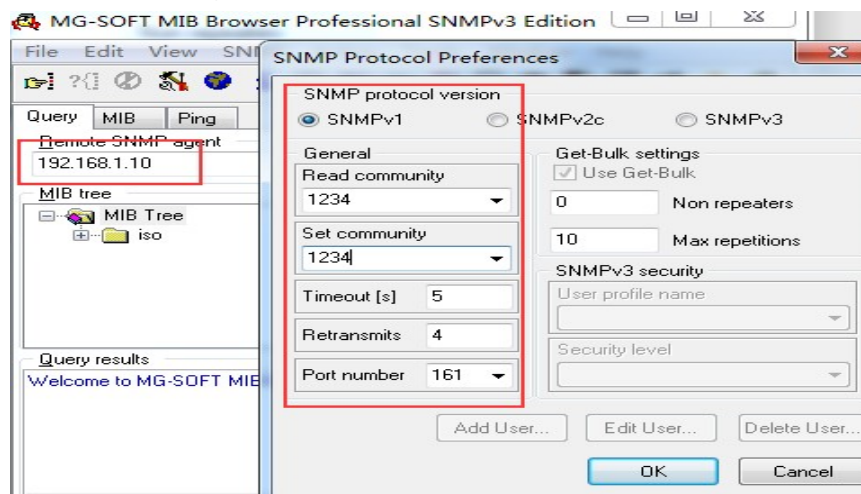 MG-SOFT MIB Browser Professional SNMPv3 Edition
File Edit View SNM
SNMP Protocol Preferences
Query MIB Ping
Remote SNMP agent
192.168.1.10
MIB tree
MIB Tree
iso
Query results
Welcome to MG-SOFT MIE
SNMP protocol version
SNMPv1 SNMPv2c SNMPv3
General
Read community
1234
Set community
1234
Timeout [s] 5
Retransmits 4
Port number 161
Get-Bulk settings
Use Get-Bulk
0 Non repeaters
10 Max repetitions
SNMPv3 security
User profile name
Security level
Add User... Edit User... Delete User...
OK Cancel